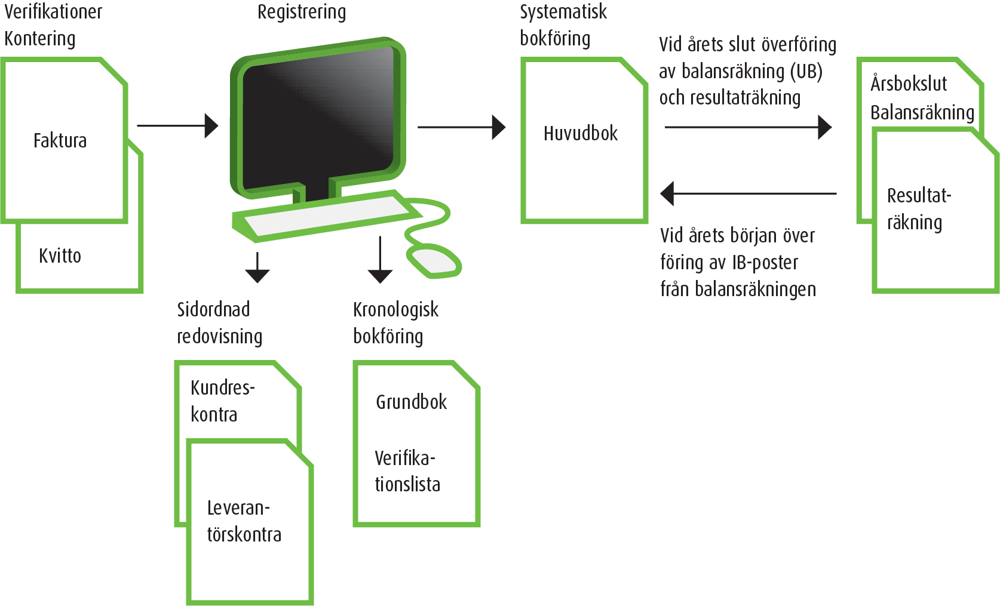 Verifikationer
Kontering
Faktura
Kvitto
Registrering
Sidordnad
redovisning
Kundres-
kontra
Leveran-
törskontra
Kronologisk
bokföring
Grundbok
Verifika-
tionslista
Systematisk
bokföring
Huvudbok
Vid årets slut överföring
av balansräkning (UB)
och resultaträkning
Vid årets början över
föring av IB-poster
från balansräkningen
Årsbokslut
Balansräkning
Resultat-
räkning